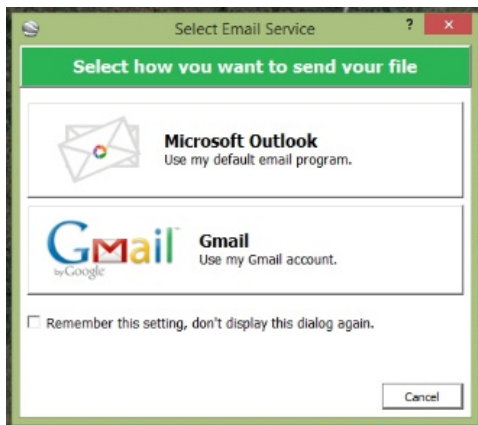 Select Email Service
?
x
Select how you want to send your file
Microsoft Outlook
Use my default email program.
Gmail
by Google
Gmail
Use my Gmail account.
Remember this setting, don't display this dialog again.
Cancel